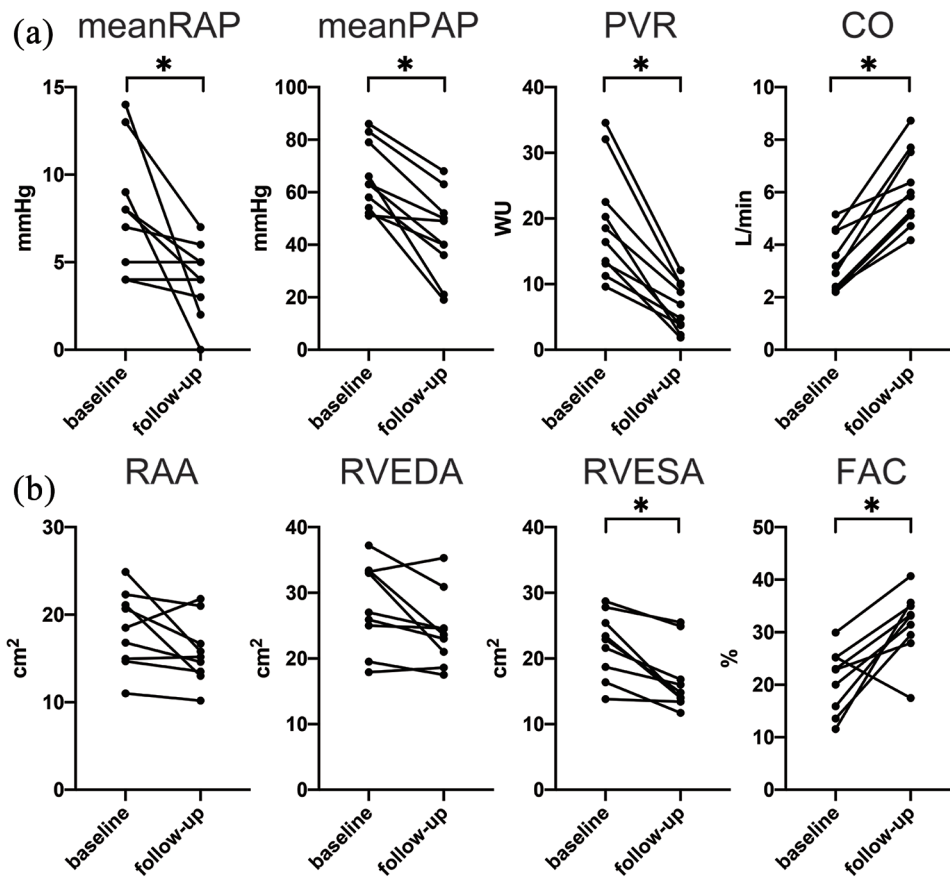 (a) meanRAP meanPAP PVR CO
* * * *
15 100 40 10
80 8
10 30
60 6
mmHg mmHg WU 20 L/min
40 4
5
10
20 2
0 0 0 0
baseline follow-up baseline follow-up baseline follow-up baseline follow-up
(b) RAA RVEDA RVESA FAC
* *
30 40 40 50
40
30 30
20
30
cm2 cm2 20 cm2 20 %
20
10
10 10
10
0 0 0 0
baseline follow-up baseline follow-up baseline follow-up baseline follow-up